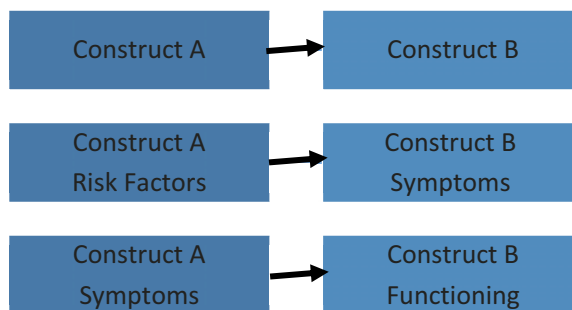 Construct A
Construct B
Construct A
Risk Factors
Construct B
Symptoms
Construct A
Symptoms
Construct B
Functioning